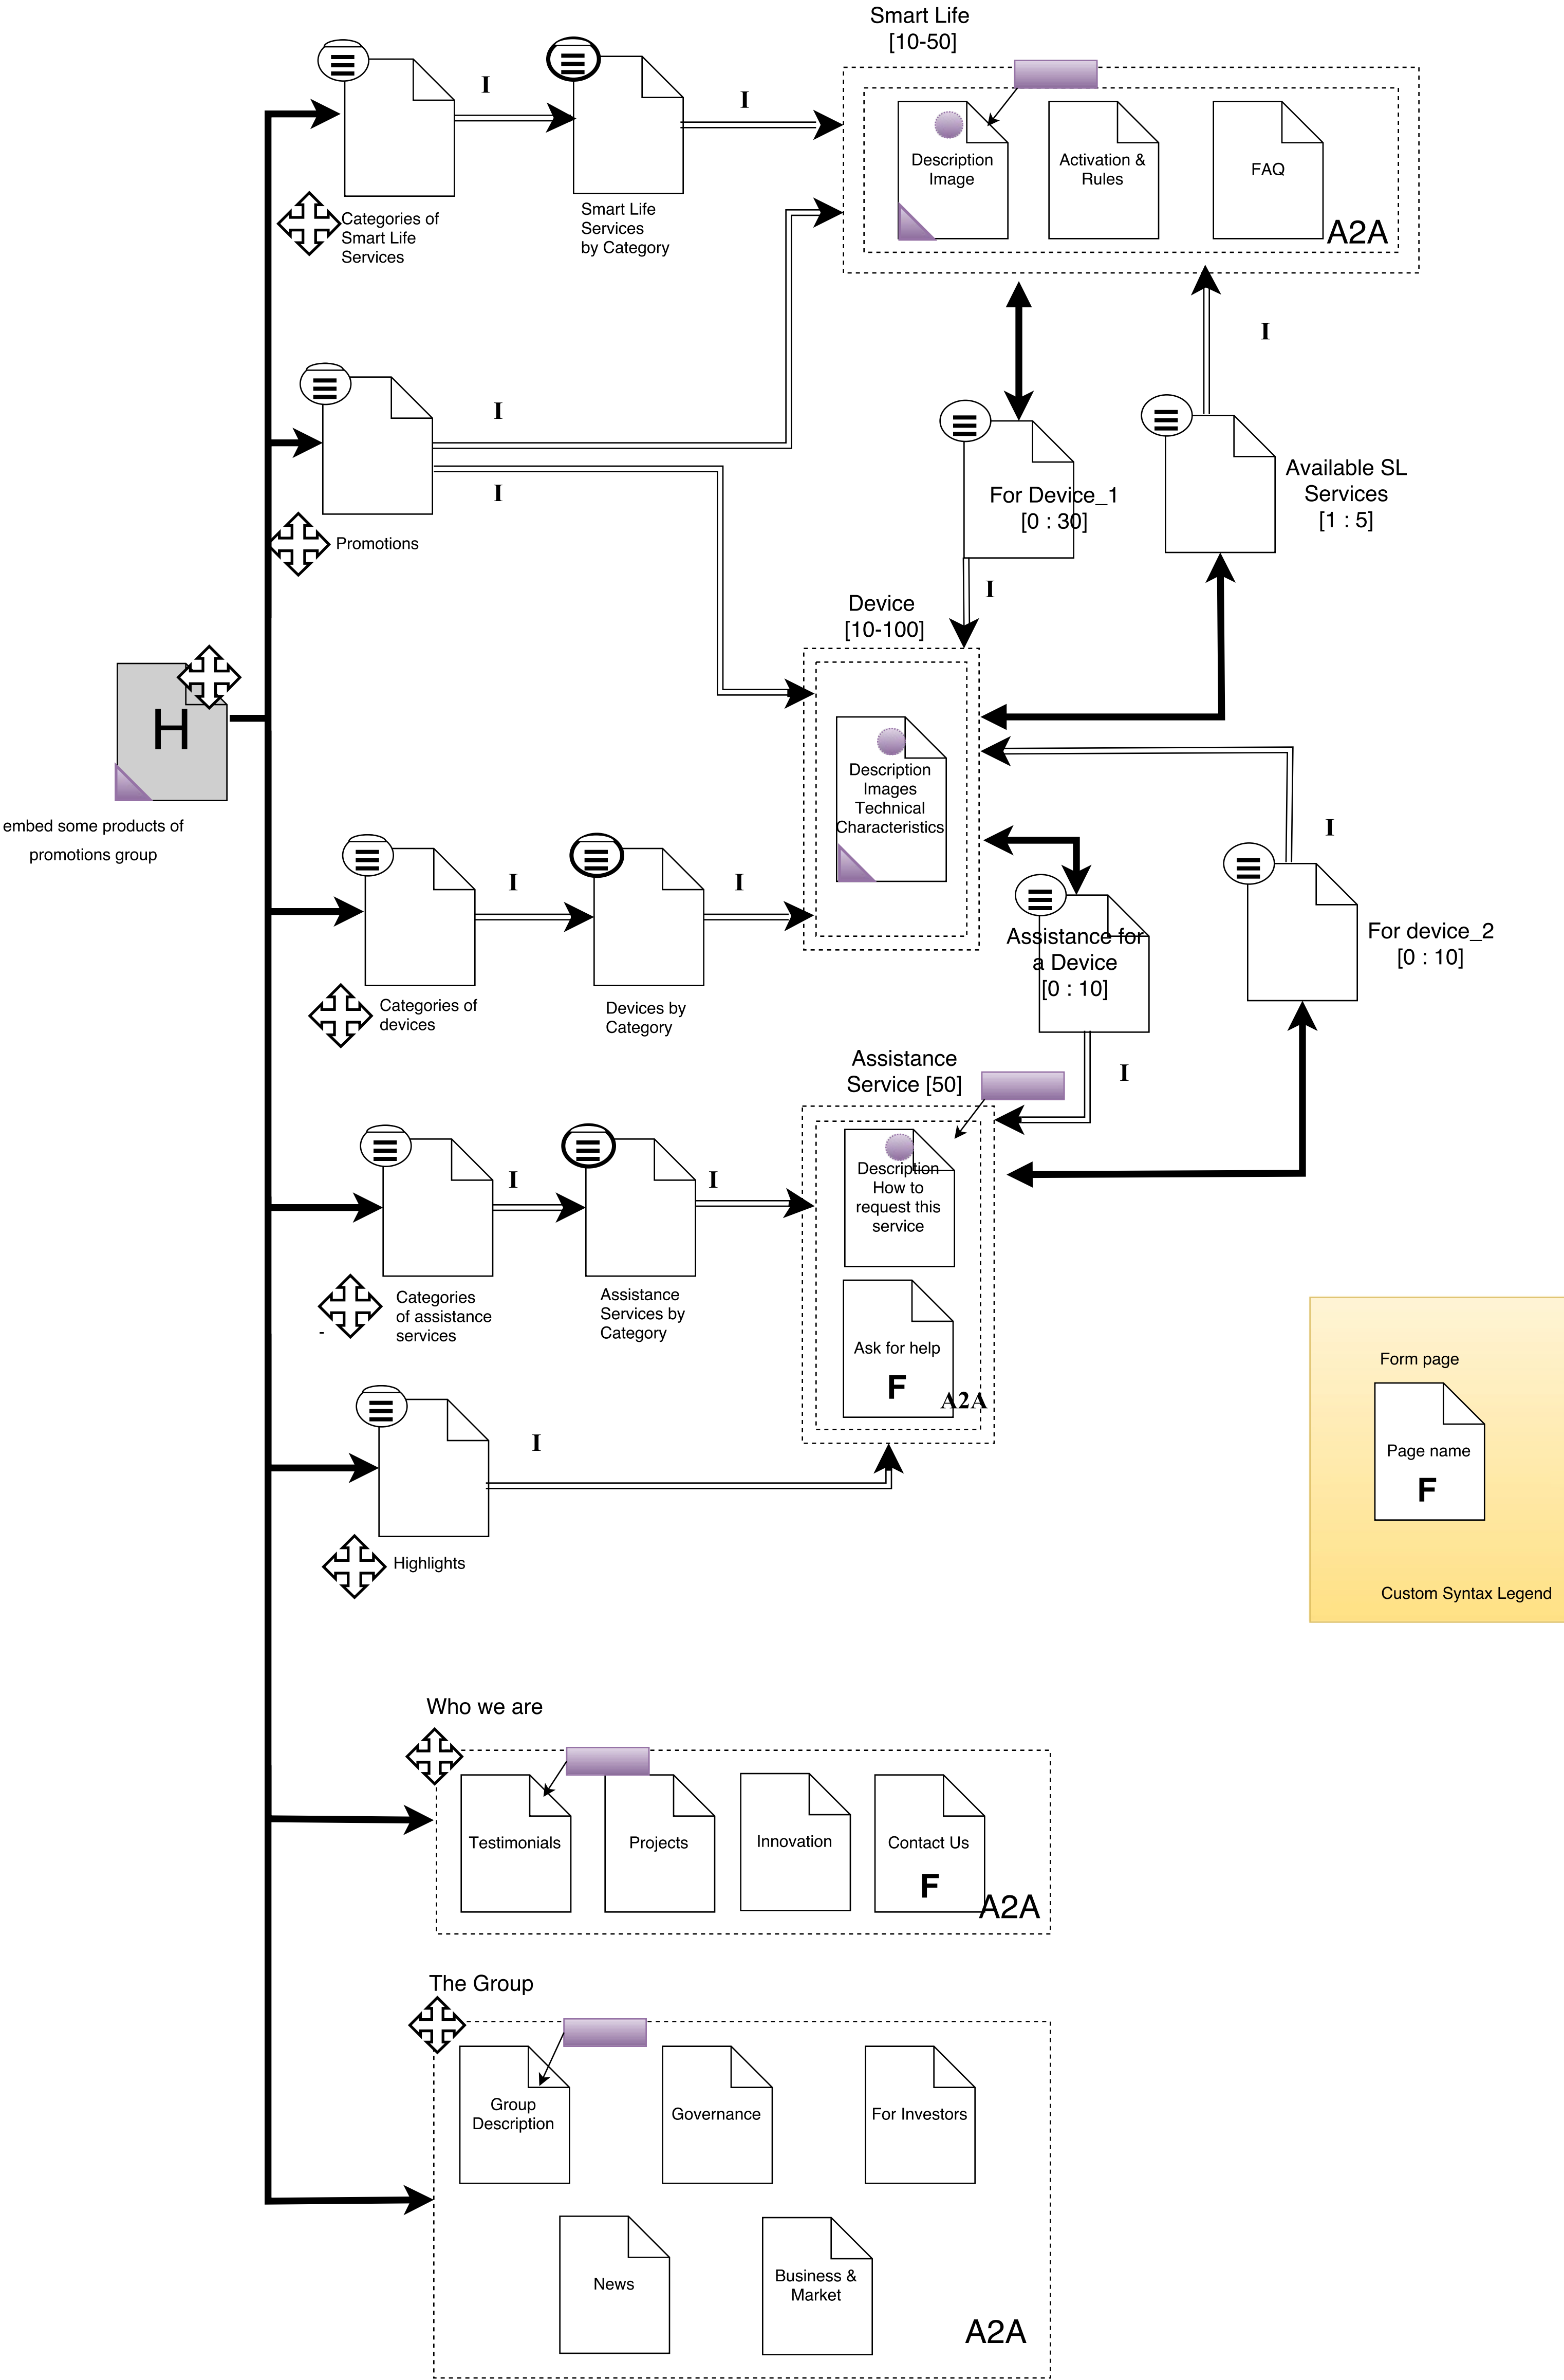 Smart Life
[10-50]
I
I
Description
Image
Activation &
Rules
FAQ
A2A
Categories of
Smart Life
Services
Smart Life
Services
by Category
I
I
I
Promotions
For Device_1
[0 : 30]
Available SL
Services
[1 : 5]
I
Device
[10-100]
H
embed some products of
promotions group
Description
Images
Technical
Characteristics
I
I
I
Categories of
devices
Devices by
Category
Assistance for
a Device
[0 : 10]
For device_2
[0 : 10]
Assistance
Service [50]
I
I
I
Description
How to
request this
service
Categories
of assistance
services
-
Assistance
Services by
Category
Ask for help
F
A2A
I
Highlights
Form page
Page name
F
Custom Syntax Legend
Who we are
Testimonials
Projects
Innovation
Contact Us
F
A2A
The Group
Group
Description
Governance
For Investors
News
Business &
Market
A2A